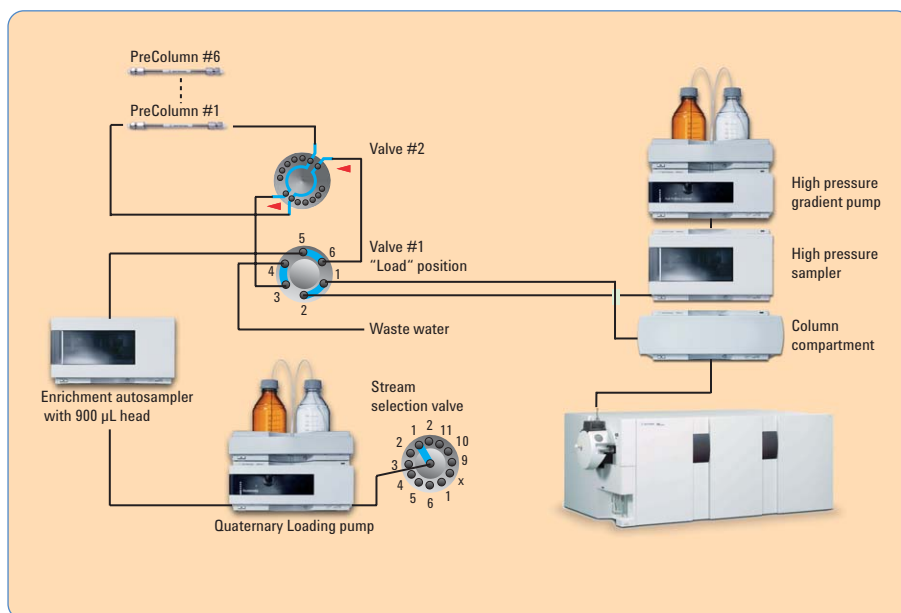 PreColumn #6
PreColumn #1
Valve #2
5
6
4
1
3
2
Valve #1
"Load" position
Waste water
Enrichment autosampler
with 900 µL head
Stream
selection valve
1
2
11
2
10
3
9
4
x
5
6
1
Quaternary Loading pump
High pressure
gradient pump
High pressure
sampler
Column
compartment